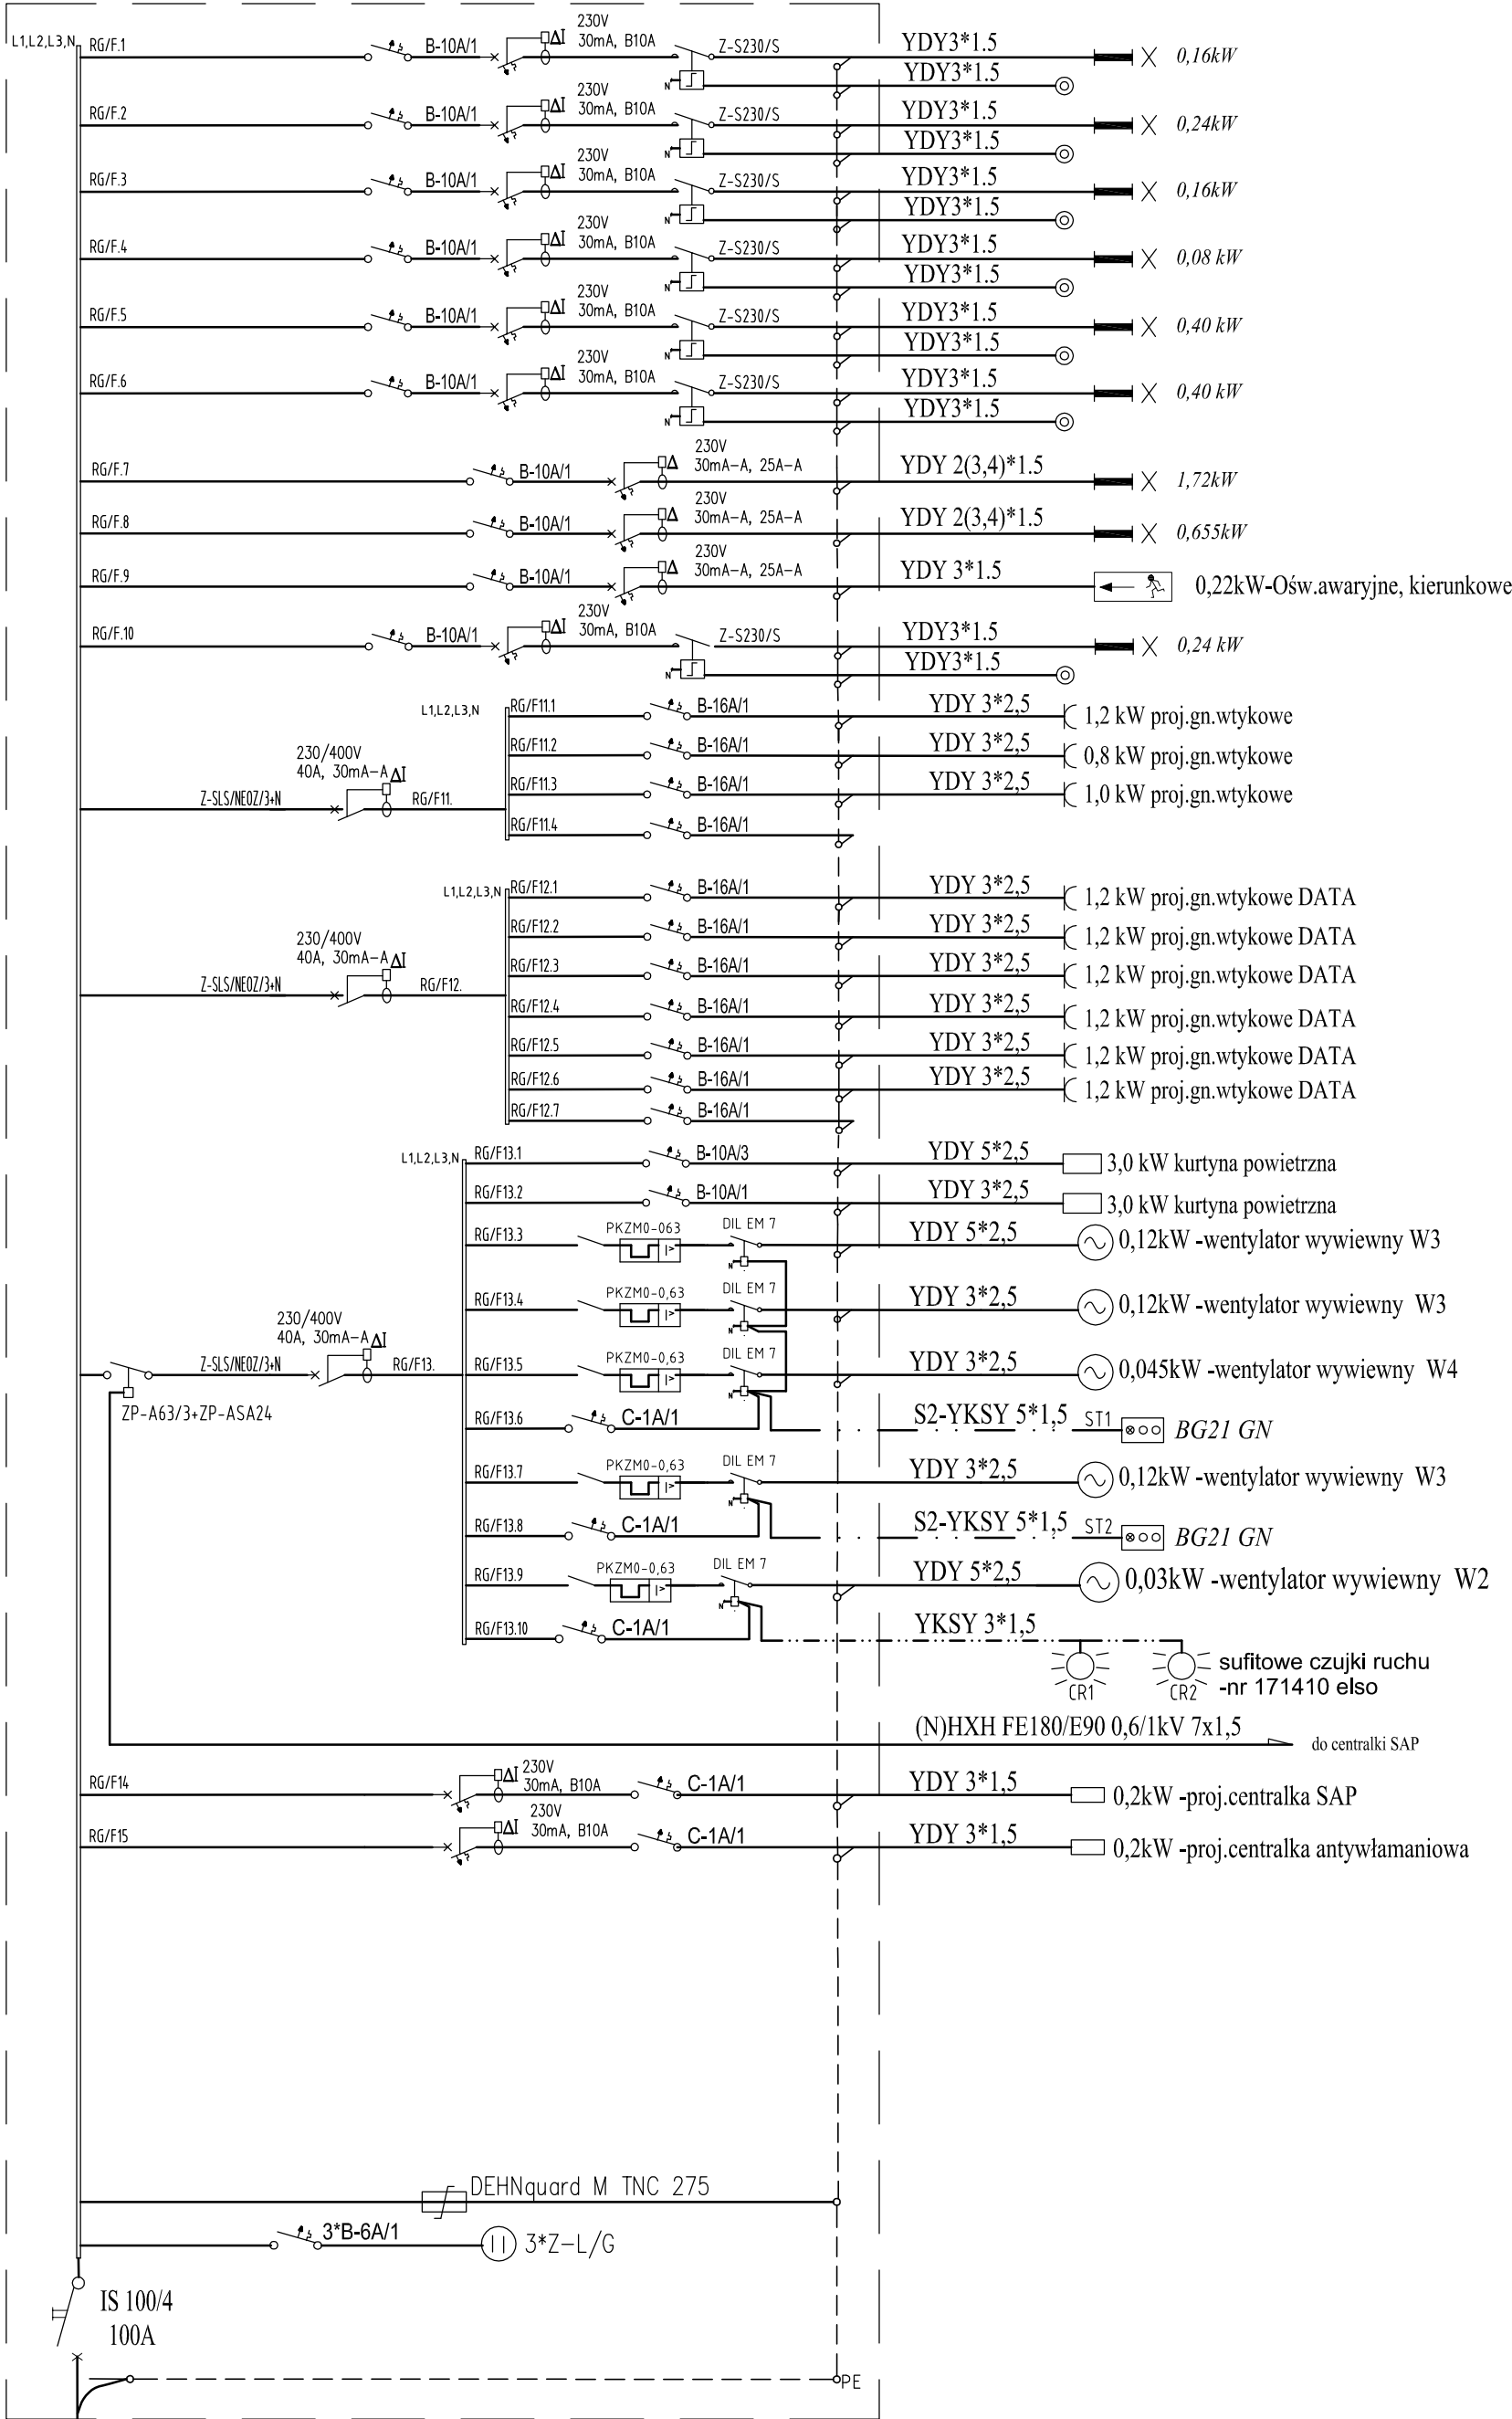 L1,L2,L3,N
RG/F.1 B-10A/1 ΔI 230V
30mA, B10A Z-S230/S YDY3*1.5 0,16kW
N YDY3*1.5
RG/F.2 B-10A/1 ΔI 230V
30mA, B10A Z-S230/S YDY3*1.5 0,24kW
N YDY3*1.5
RG/F.3 B-10A/1 ΔI 230V
30mA, B10A Z-S230/S YDY3*1.5 0,16kW
N YDY3*1.5
RG/F.4 B-10A/1 ΔI 230V
30mA, B10A Z-S230/S YDY3*1.5 0,08 kW
N YDY3*1.5
RG/F.5 B-10A/1 ΔI 230V
30mA, B10A Z-S230/S YDY3*1.5 0,40 kW
N YDY3*1.5
RG/F.6 B-10A/1 ΔI 230V
30mA, B10A Z-S230/S YDY3*1.5 0,40 kW
N YDY3*1.5
RG/F.7 B-10A/1 Δ 230V
30mA-A, 25A-A YDY 2(3,4)*1.5 1,72kW
RG/F.8 B-10A/1 Δ 230V
30mA-A, 25A-A YDY 2(3,4)*1.5 0,655kW
RG/F.9 B-10A/1 Δ 230V
30mA-A, 25A-A YDY 3*1.5 0,22kW-Ośw.awaryjne, kierunkowe
RG/F.10 B-10A/1 ΔI 230V
30mA, B10A Z-S230/S YDY3*1.5 0,24 kW
N YDY3*1.5
L1,L2,L3,N
RG/F11.1 B-16A/1 YDY 3*2,5 1,2 kW proj.gn.wtykowe
RG/F11.2 B-16A/1 YDY 3*2,5 0,8 kW proj.gn.wtykowe
230/400V
40A, 30mA-A ΔI
Z-SLS/NEOZ/3+N RG/F11.
RG/F11.3 B-16A/1 YDY 3*2,5 1,0 kW proj.gn.wtykowe
RG/F11.4 B-16A/1
L1,L2,L3,N
RG/F12.1 B-16A/1 YDY 3*2,5 1,2 kW proj.gn.wtykowe DATA
RG/F12.2 B-16A/1 YDY 3*2,5 1,2 kW proj.gn.wtykowe DATA
230/400V
40A, 30mA-A ΔI
Z-SLS/NEOZ/3+N RG/F12.
RG/F12.3 B-16A/1 YDY 3*2,5 1,2 kW proj.gn.wtykowe DATA
RG/F12.4 B-16A/1 YDY 3*2,5 1,2 kW proj.gn.wtykowe DATA
RG/F12.5 B-16A/1 YDY 3*2,5 1,2 kW proj.gn.wtykowe DATA
RG/F12.6 B-16A/1 YDY 3*2,5 1,2 kW proj.gn.wtykowe DATA
RG/F12.7 B-16A/1
L1,L2,L3,N
RG/F13.1 B-10A/3 YDY 5*2,5 3,0 kW kurtyna powietrzna
RG/F13.2 B-10A/1 YDY 3*2,5 3,0 kW kurtyna powietrzna
RG/F13.3 PKZM0-063 I> DIL EM 7 N YDY 5*2,5 0,12kW -wentylator wywiewny W3
RG/F13.4 PKZM0-0,63 I> DIL EM 7 N YDY 3*2,5 0,12kW -wentylator wywiewny W3
230/400V
40A, 30mA-A ΔI
Z-SLS/NEOZ/3+N RG/F13.
ZP-A63/3+ZP-ASA24
RG/F13.5 PKZM0-0,63 I> DIL EM 7 N YDY 3*2,5 0,045kW -wentylator wywiewny W4
RG/F13.6 C-1A/1 S2-YKSY 5*1,5 ST1 BG21 GN
RG/F13.7 PKZM0-0,63 I> DIL EM 7 N YDY 3*2,5 0,12kW -wentylator wywiewny W3
RG/F13.8 C-1A/1 S2-YKSY 5*1,5 ST2 BG21 GN
RG/F13.9 PKZM0-0,63 I> DIL EM 7 N YDY 5*2,5 0,03kW -wentylator wywiewny W2
RG/F13.10 C-1A/1 YKSY 3*1,5
CR1 CR2 sufitowe czujki ruchu
-nr 171410 elso
(N)HXH FE180/E90 0,6/1kV 7x1,5 do centralki SAP
RG/F14 ΔI 230V
30mA, B10A C-1A/1 YDY 3*1,5 0,2kW -proj.centralka SAP
RG/F15 ΔI 230V
30mA, B10A C-1A/1 YDY 3*1,5 0,2kW -proj.centralka antywłamaniowa
DEHNquard M TNC 275
3*B-6A/1 3*Z-L/G
IS 100/4
100A
PE